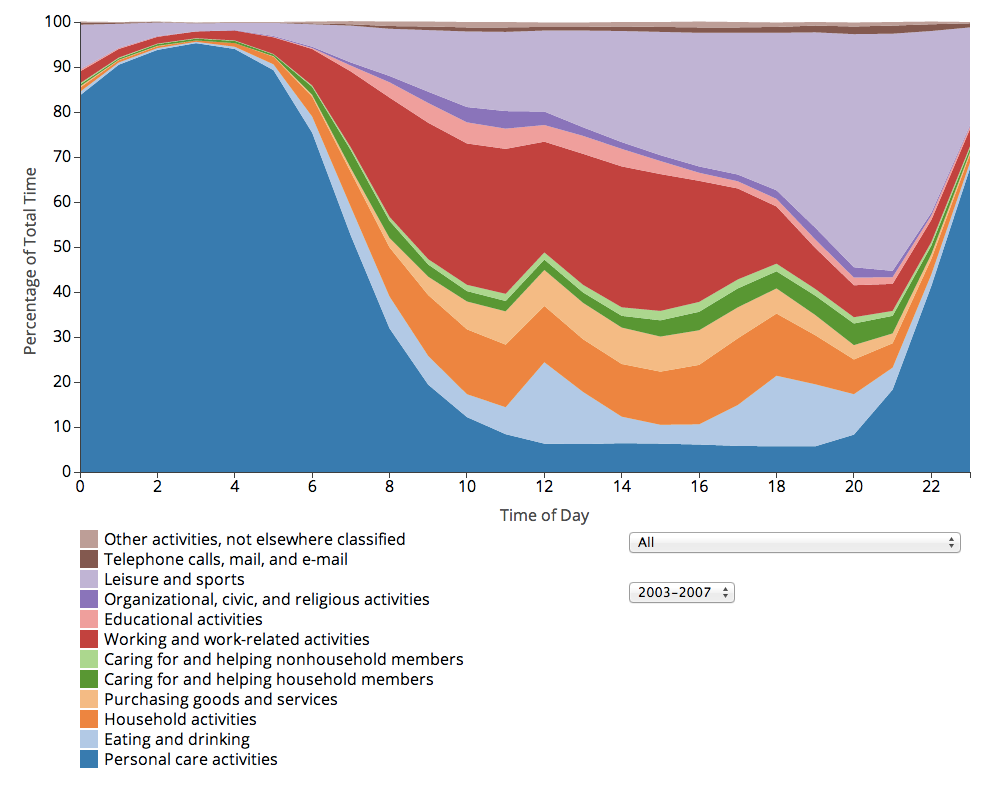 100
90
80
70
60
50
40
30
20
10
0
Percentage of Total Time
0 2 4 6 8 10 12 14 16 18 20 22
Time of Day
Other activities, not elsewhere classified
Telephone calls, mail, and e-mail
Leisure and sports
Organizational, civic, and religious activities
Educational activities
Working and work-related activities
Caring for and helping nonhousehold members
Caring for and helping household members
Purchasing goods and services
Household activities
Eating and drinking
Personal care activities
All
2003-2007